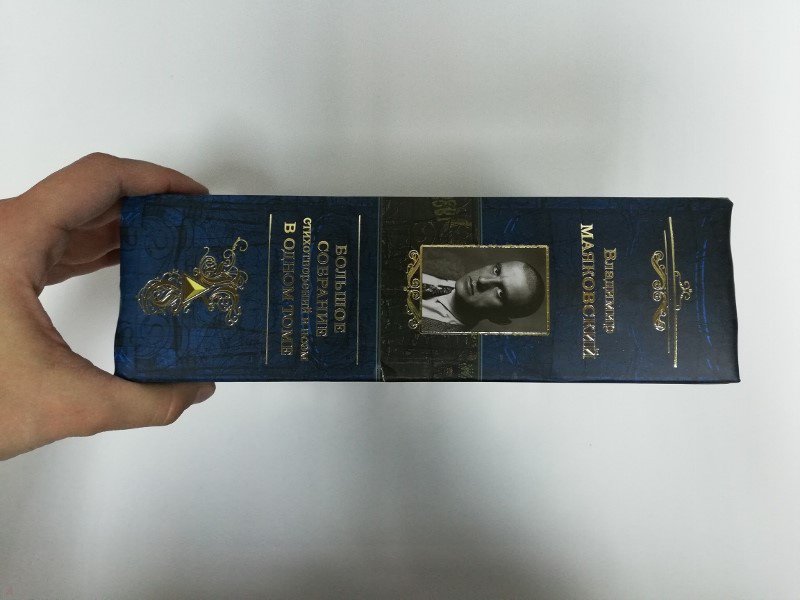 Владимир
МАЯКОВСКИЙ
БОЛЬШОЕ
СОБРАНИЕ
СТИХОТВОРЕНИЙ И ПОЭМ
В ОДНОМ ТОМЕ